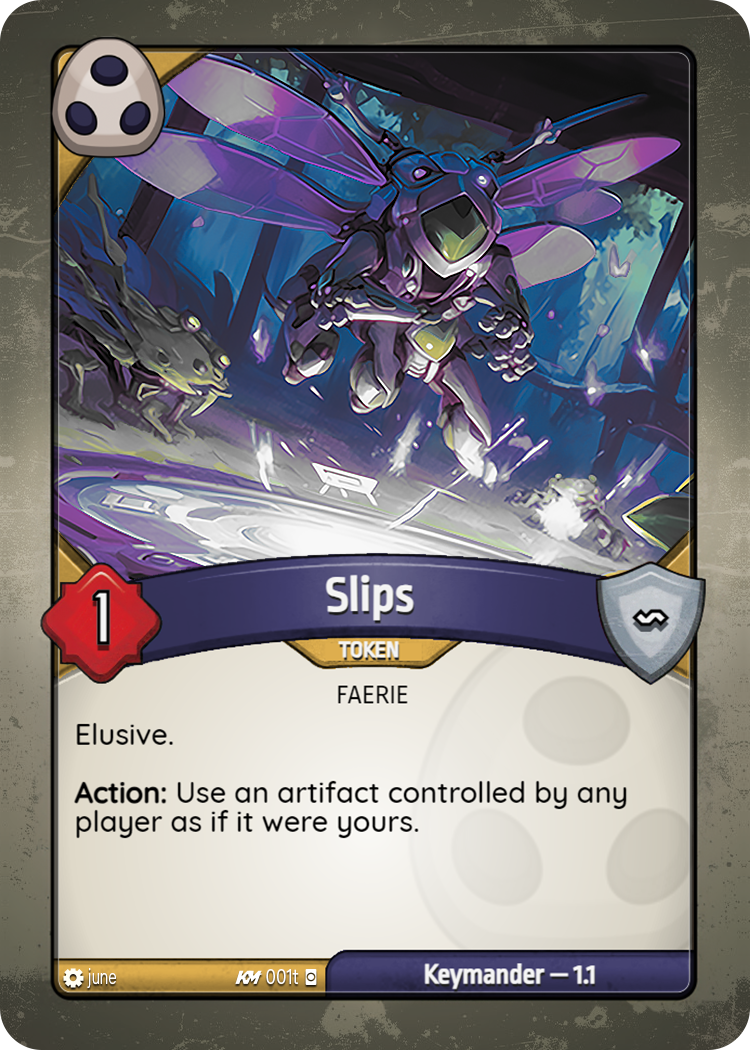 1
Slips
TOKEN
FAERIE
Elusive.
Action: Use an artifact controlled by any
player as if it were yours.
june
KM 001t
Keymander — 1.1